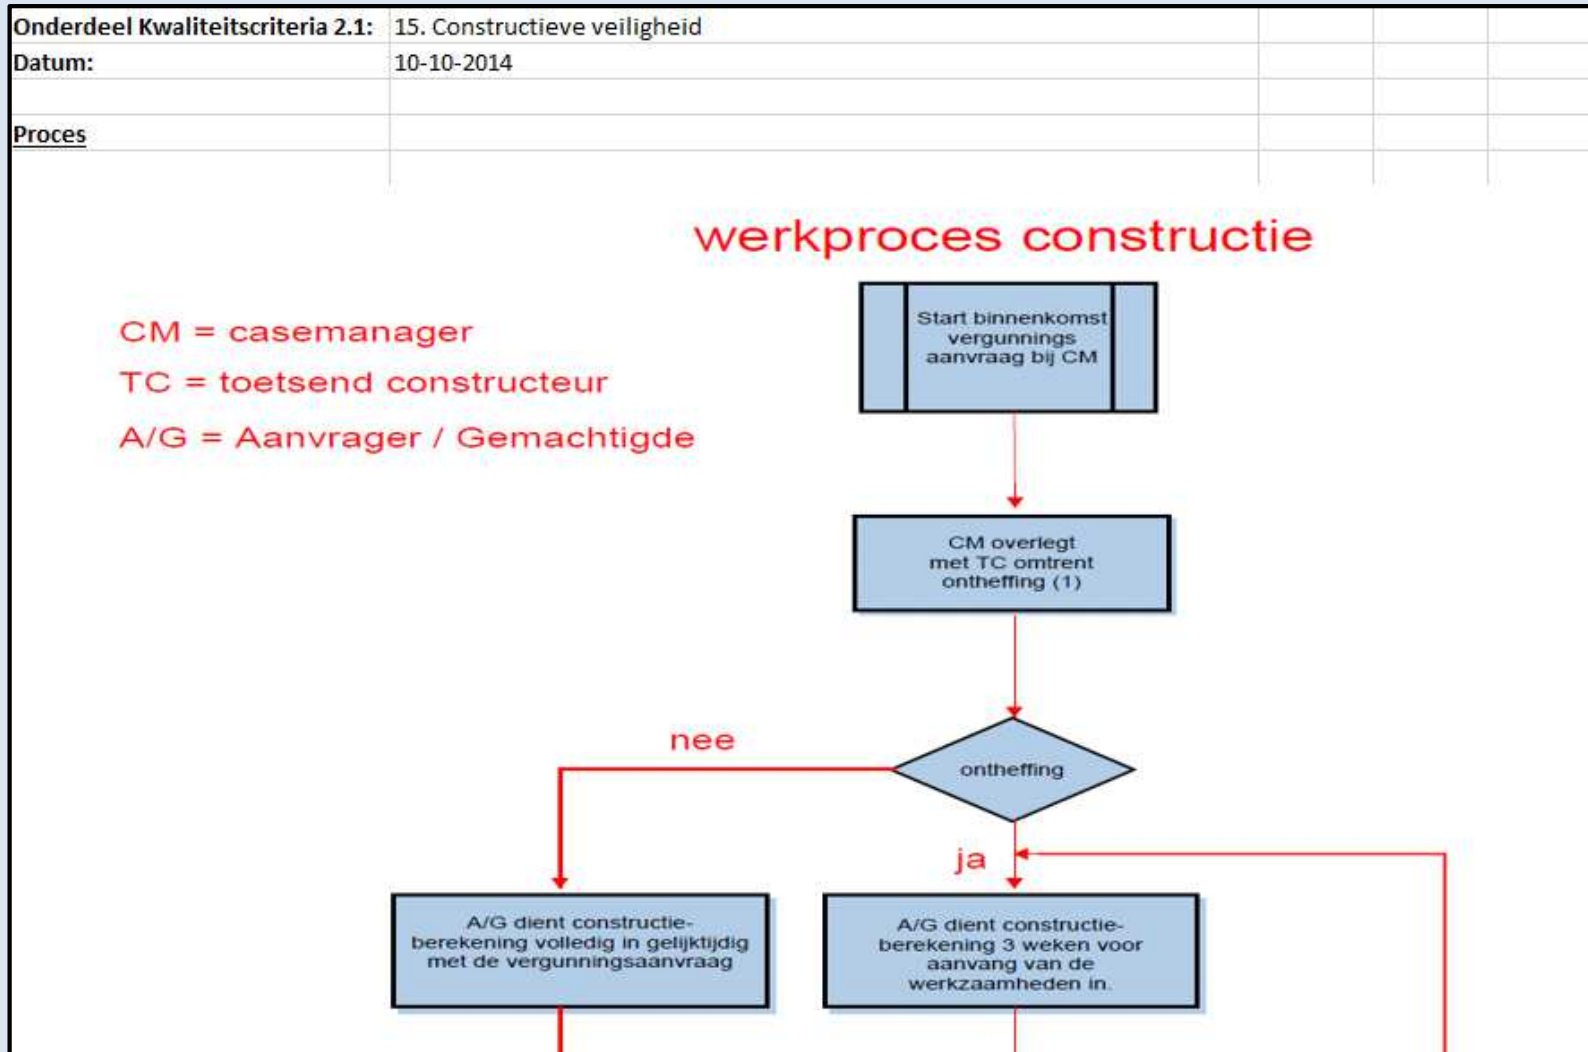 Onderdeel Kwaliteitscriteria 2.1: 15. Constructieve veiligheid
Datum: 10-10-2014
Proces
werkproces constructie
CM = casemanager
TC = toetsend constructeur
A/G = Aanvrager / Gemachtigde
Start binnenkomst
vergunnings
aanvraag bij CM
CM overlegt
met TC omtrent
ontheffing (1)
ontheffing
nee
ja
A/G dient constructie-
berekening volledig in gelijktijdig
met de vergunningsaanvraag
A/G dient constructie-
berekening 3 weken voor
aanvang van de
werkzaamheden in.